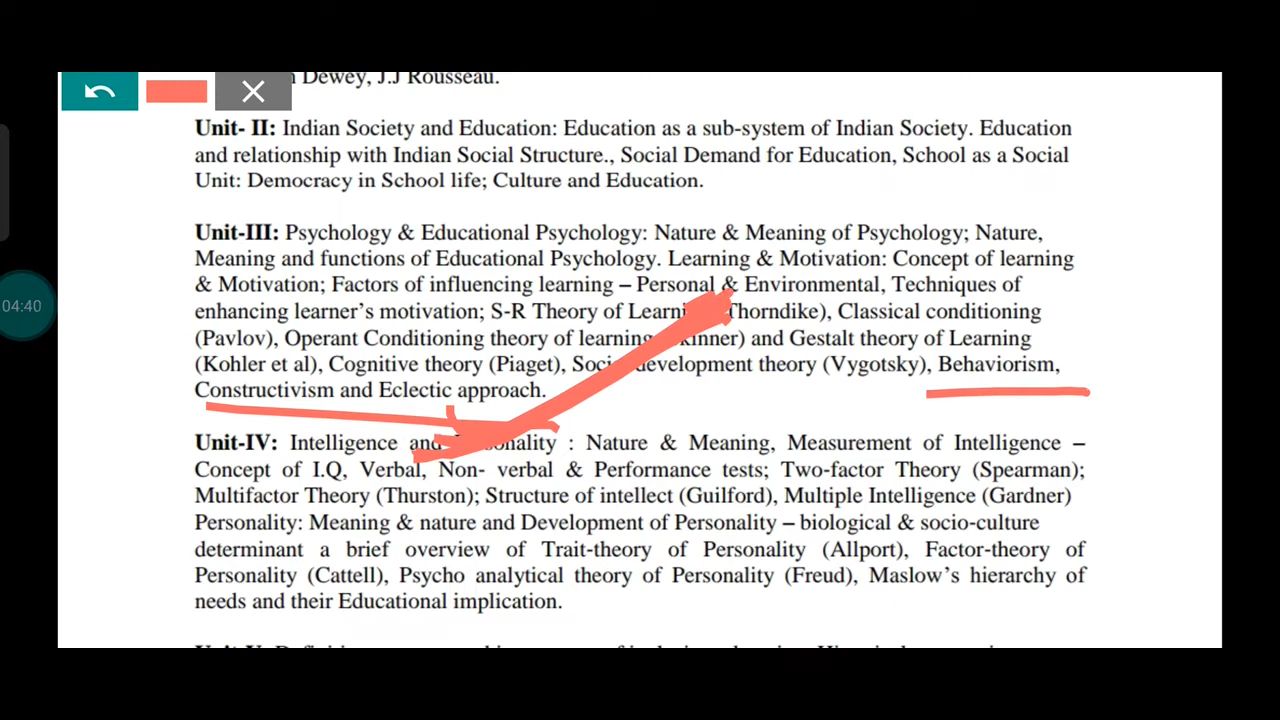 Dewey, J.J Rousseau.
Unit- II: Indian Society and Education: Education as a sub-system of Indian Society. Education
and relationship with Indian Social Structure., Social Demand for Education, School as a Social
Unit: Democracy in School life; Culture and Education.
Unit-III: Psychology & Educational Psychology: Nature & Meaning of Psychology; Nature,
Meaning and functions of Educational Psychology. Learning & Motivation: Concept of learning
& Motivation; Factors of influencing learning – Personal & Environmental, Techniques of
04:40
enhancing learner's motivation; S-R Theory of Learning (Thorndike), Classical conditioning
(Pavlov), Operant Conditioning theory of learning (Skinner) and Gestalt theory of Learning
(Kohler et al), Cognitive theory (Piaget), Social development theory (Vygotsky), Behaviorism,
Constructivism and Eclectic approach.
Unit-IV: Intelligence and Personality : Nature & Meaning, Measurement of Intelligence –
Concept of I.Q, Verbal, Non- verbal & Performance tests; Two-factor Theory (Spearman);
Multifactor Theory (Thurston); Structure of intellect (Guilford), Multiple Intelligence (Gardner)
Personality: Meaning & nature and Development of Personality – biological & socio-culture
determinant a brief overview of Trait-theory of Personality (Allport), Factor-theory of
Personality (Cattell), Psycho analytical theory of Personality (Freud), Maslow's hierarchy of
needs and their Educational implication.